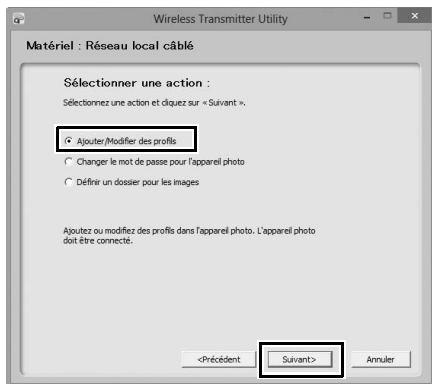 Wireless Transmitter Utility
Matériel : Réseau local câblé
Sélectionner une action :
Sélectionnez une action et cliquez sur « Suivant ».
Ajouter/Modifier des profils
Changer le mot de passe pour l'appareil photo
Définir un dossier pour les images
Ajoutez ou modifiez des profils dans l'appareil photo. L'appareil photo
doit être connecté.
<Précédent Suivant> Annuler